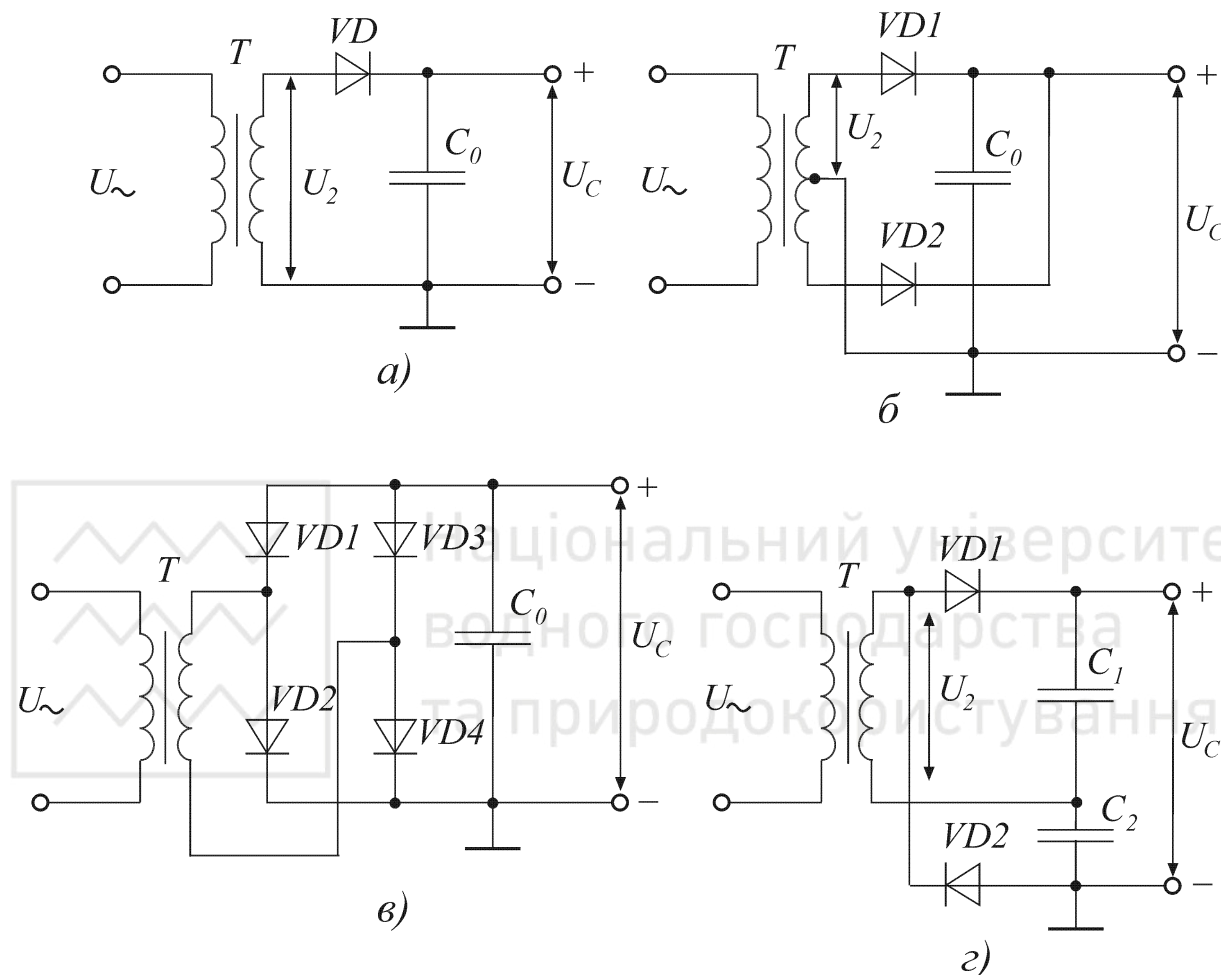 VD
T
U~
U2
C0
+
UC
−
а)
VD1
T
U~
U2
C0
VD2
+
UC
−
б
VD1
VD3
T
U~
VD2
VD4
C0
+
UC
−
в)
VD1
T
U~
U2
C1
C2
VD2
+
UC
−
г)
Національний університе
водного господарства
та природокористування